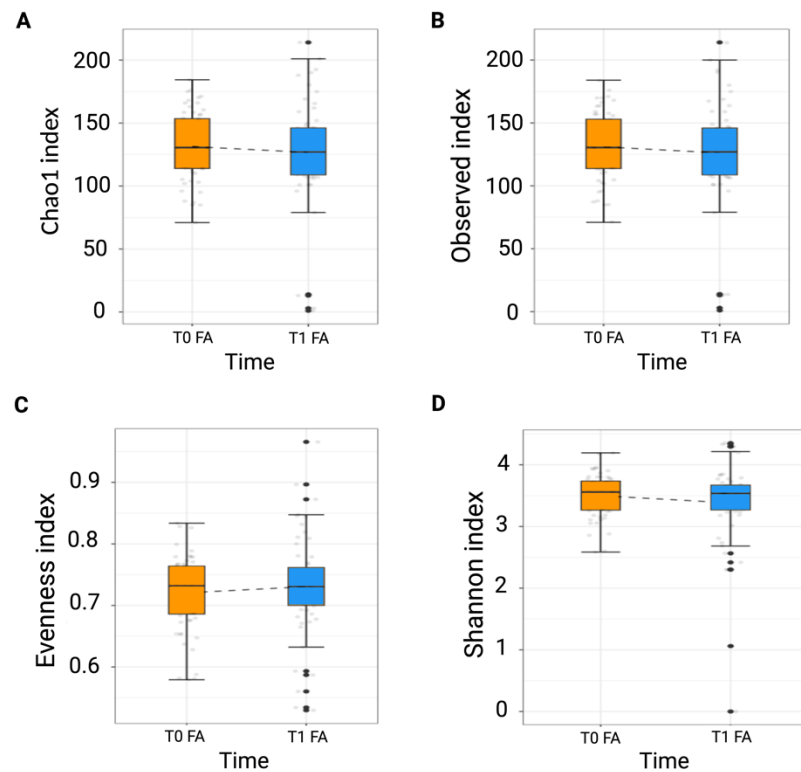 A
Chao1 index
200
150
100
50
0
T0 FA
T1 FA
Time
B
Observed index
200
150
100
50
0
T0 FA
T1 FA
Time
C
Evenness index
0.9
0.8
0.7
0.6
T0 FA
T1 FA
Time
D
Shannon index
4
3
2
1
0
T0 FA
T1 FA
Time